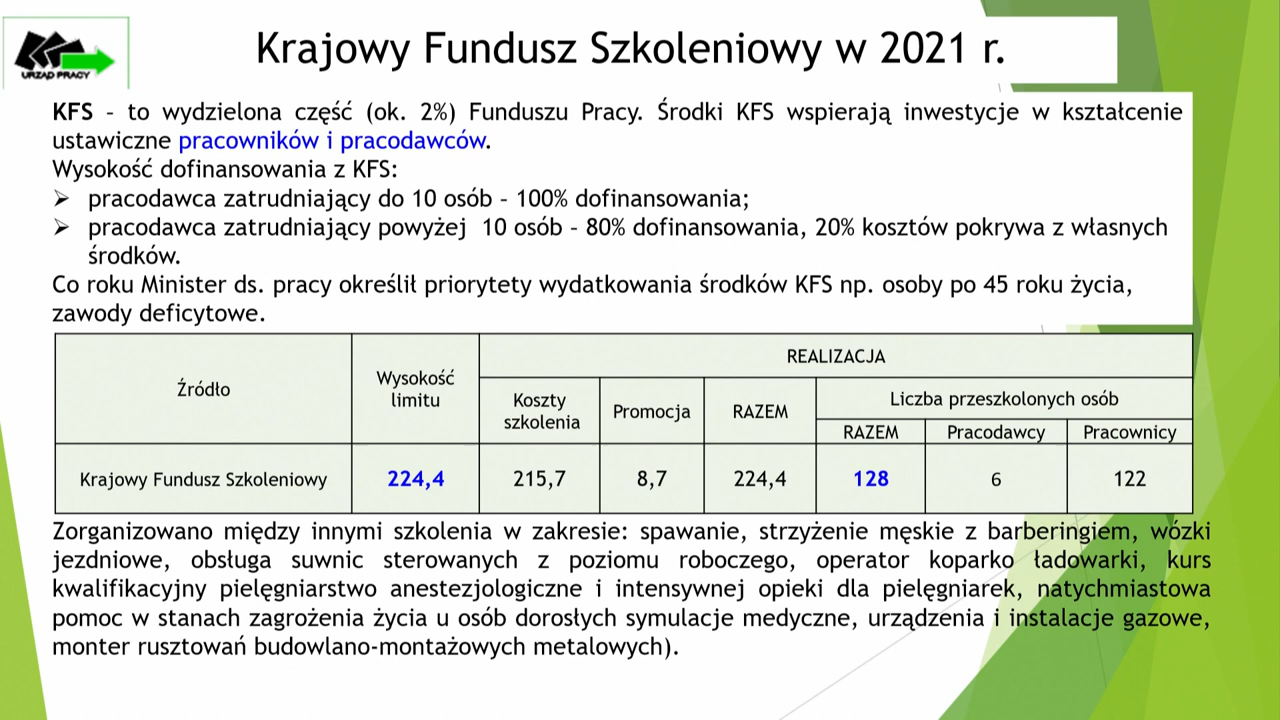 URZĄD PRACY
Krajowy Fundusz Szkoleniowy w 2021 r.
KFS – to wydzielona część (ok. 2%) Funduszu Pracy. Środki KFS wspierają inwestycje w kształcenie
ustawiczne pracowników i pracodawców.
Wysokość dofinansowania z KFS:
➢ pracodawca zatrudniający do 10 osób – 100% dofinansowania;
➢ pracodawca zatrudniający powyżej 10 osób – 80% dofinansowania, 20% kosztów pokrywa z własnych
środków.
Co roku Minister ds. pracy określił priorytety wydatkowania środków KFS np. osoby po 45 roku życia,
zawody deficytowe.
Źródło
Wysokość
limitu
REALIZACJA
Koszty
szkolenia
Promocja
RAZEM
Liczba przeszkolonych osób
RAZEM
Pracodawcy
Pracownicy
Krajowy Fundusz Szkoleniowy
224,4
215,7
8,7
224,4
128
6
122
Zorganizowano między innymi szkolenia w zakresie: spawanie, strzyżenie męskie z barberingiem, wózki
jezdniowe, obsługa suwnic sterowanych z poziomu roboczego, operator koparko ładowarki, kurs
kwalifikacyjny pielęgniarstwo anestezjologiczne i intensywnej opieki dla pielęgniarek, natychmiastowa
pomoc w stanach zagrożenia życia u osób dorosłych symulacje medyczne, urządzenia i instalacje gazowe,
monter rusztowań budowlano-montażowych metalowych).